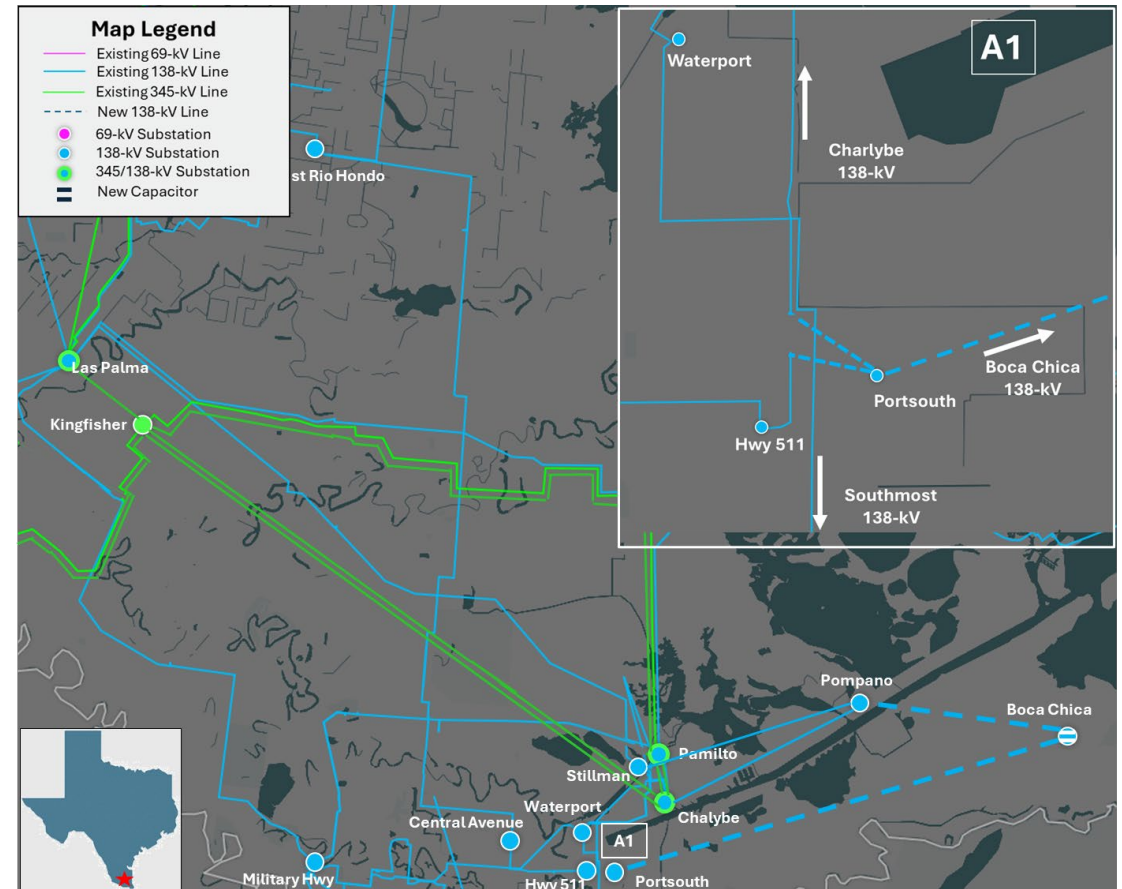 Map Legend
Existing 69-kV Line
Existing 138-kV Line
Existing 345-kV Line
New 138-kV Line
69-kV Substation
138-kV Substation
345/138-kV Substation
New Capacitor
st Rio Hondo
Las Palma
Kingfisher
A1
Waterport
Charlybe
138-kV
Boca Chica
138-kV
Portsouth
Hwy 511
Southmost
138-kV
Pompano
Boca Chica
Pamilto
Stillman
Waterport
Chalybe
Central Avenue
A1
Military Hwy
Hwy 511
Portsouth